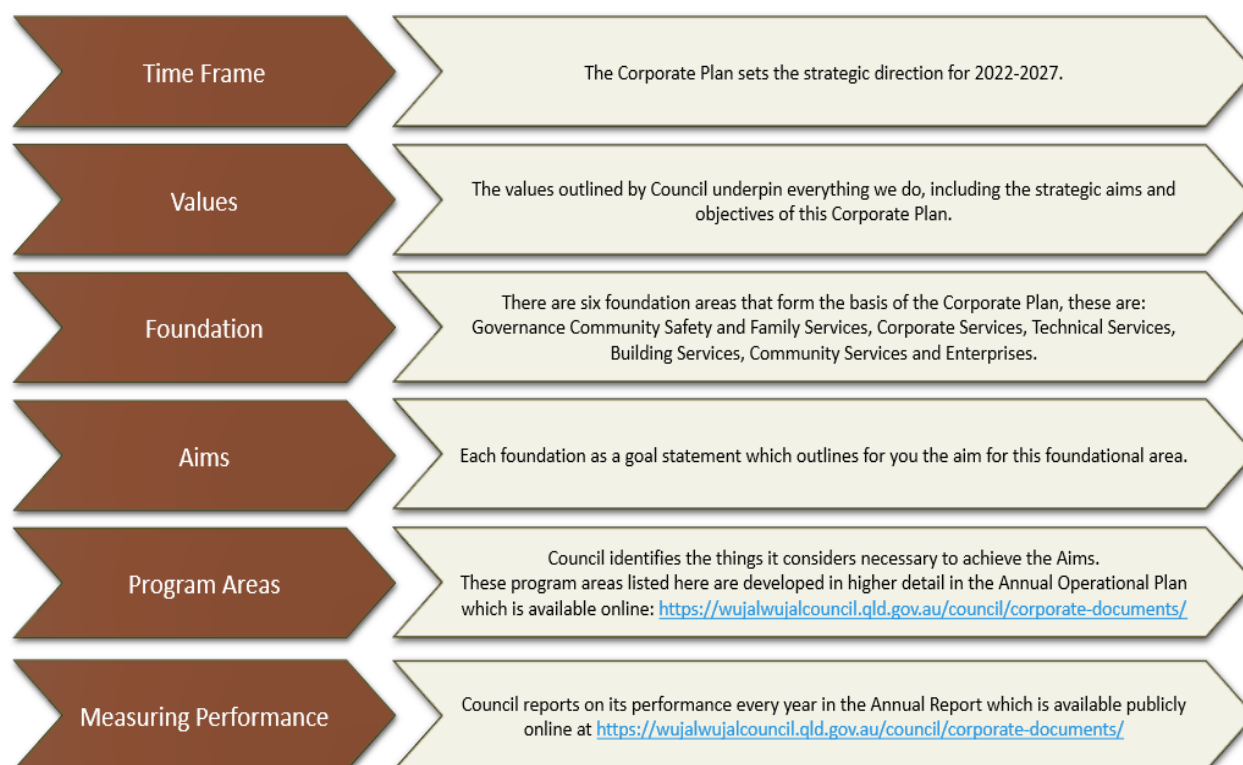 Time Frame
The Corporate Plan sets the strategic direction for 2022-2027.
Values
The values outlined by Council underpin everything we do, including the strategic aims and
objectives of this Corporate Plan.
Foundation
There are six foundation areas that form the basis of the Corporate Plan, these are:
Governance Community Safety and Family Services, Corporate Services, Technical Services,
Building Services, Community Services and Enterprises.
Aims
Each foundation as a goal statement which outlines for you the aim for this foundational area.
Program Areas
Council identifies the things it considers necessary to achieve the Aims.
These program areas listed here are developed in higher detail in the Annual Operational Plan
which is available online: https://wujalwujalcouncil.qld.gov.au/council/corporate-documents/
Measuring Performance
Council reports on its performance every year in the Annual Report which is available publicly
online at https://wujalwujalcouncil.qld.gov.au/council/corporate-documents/